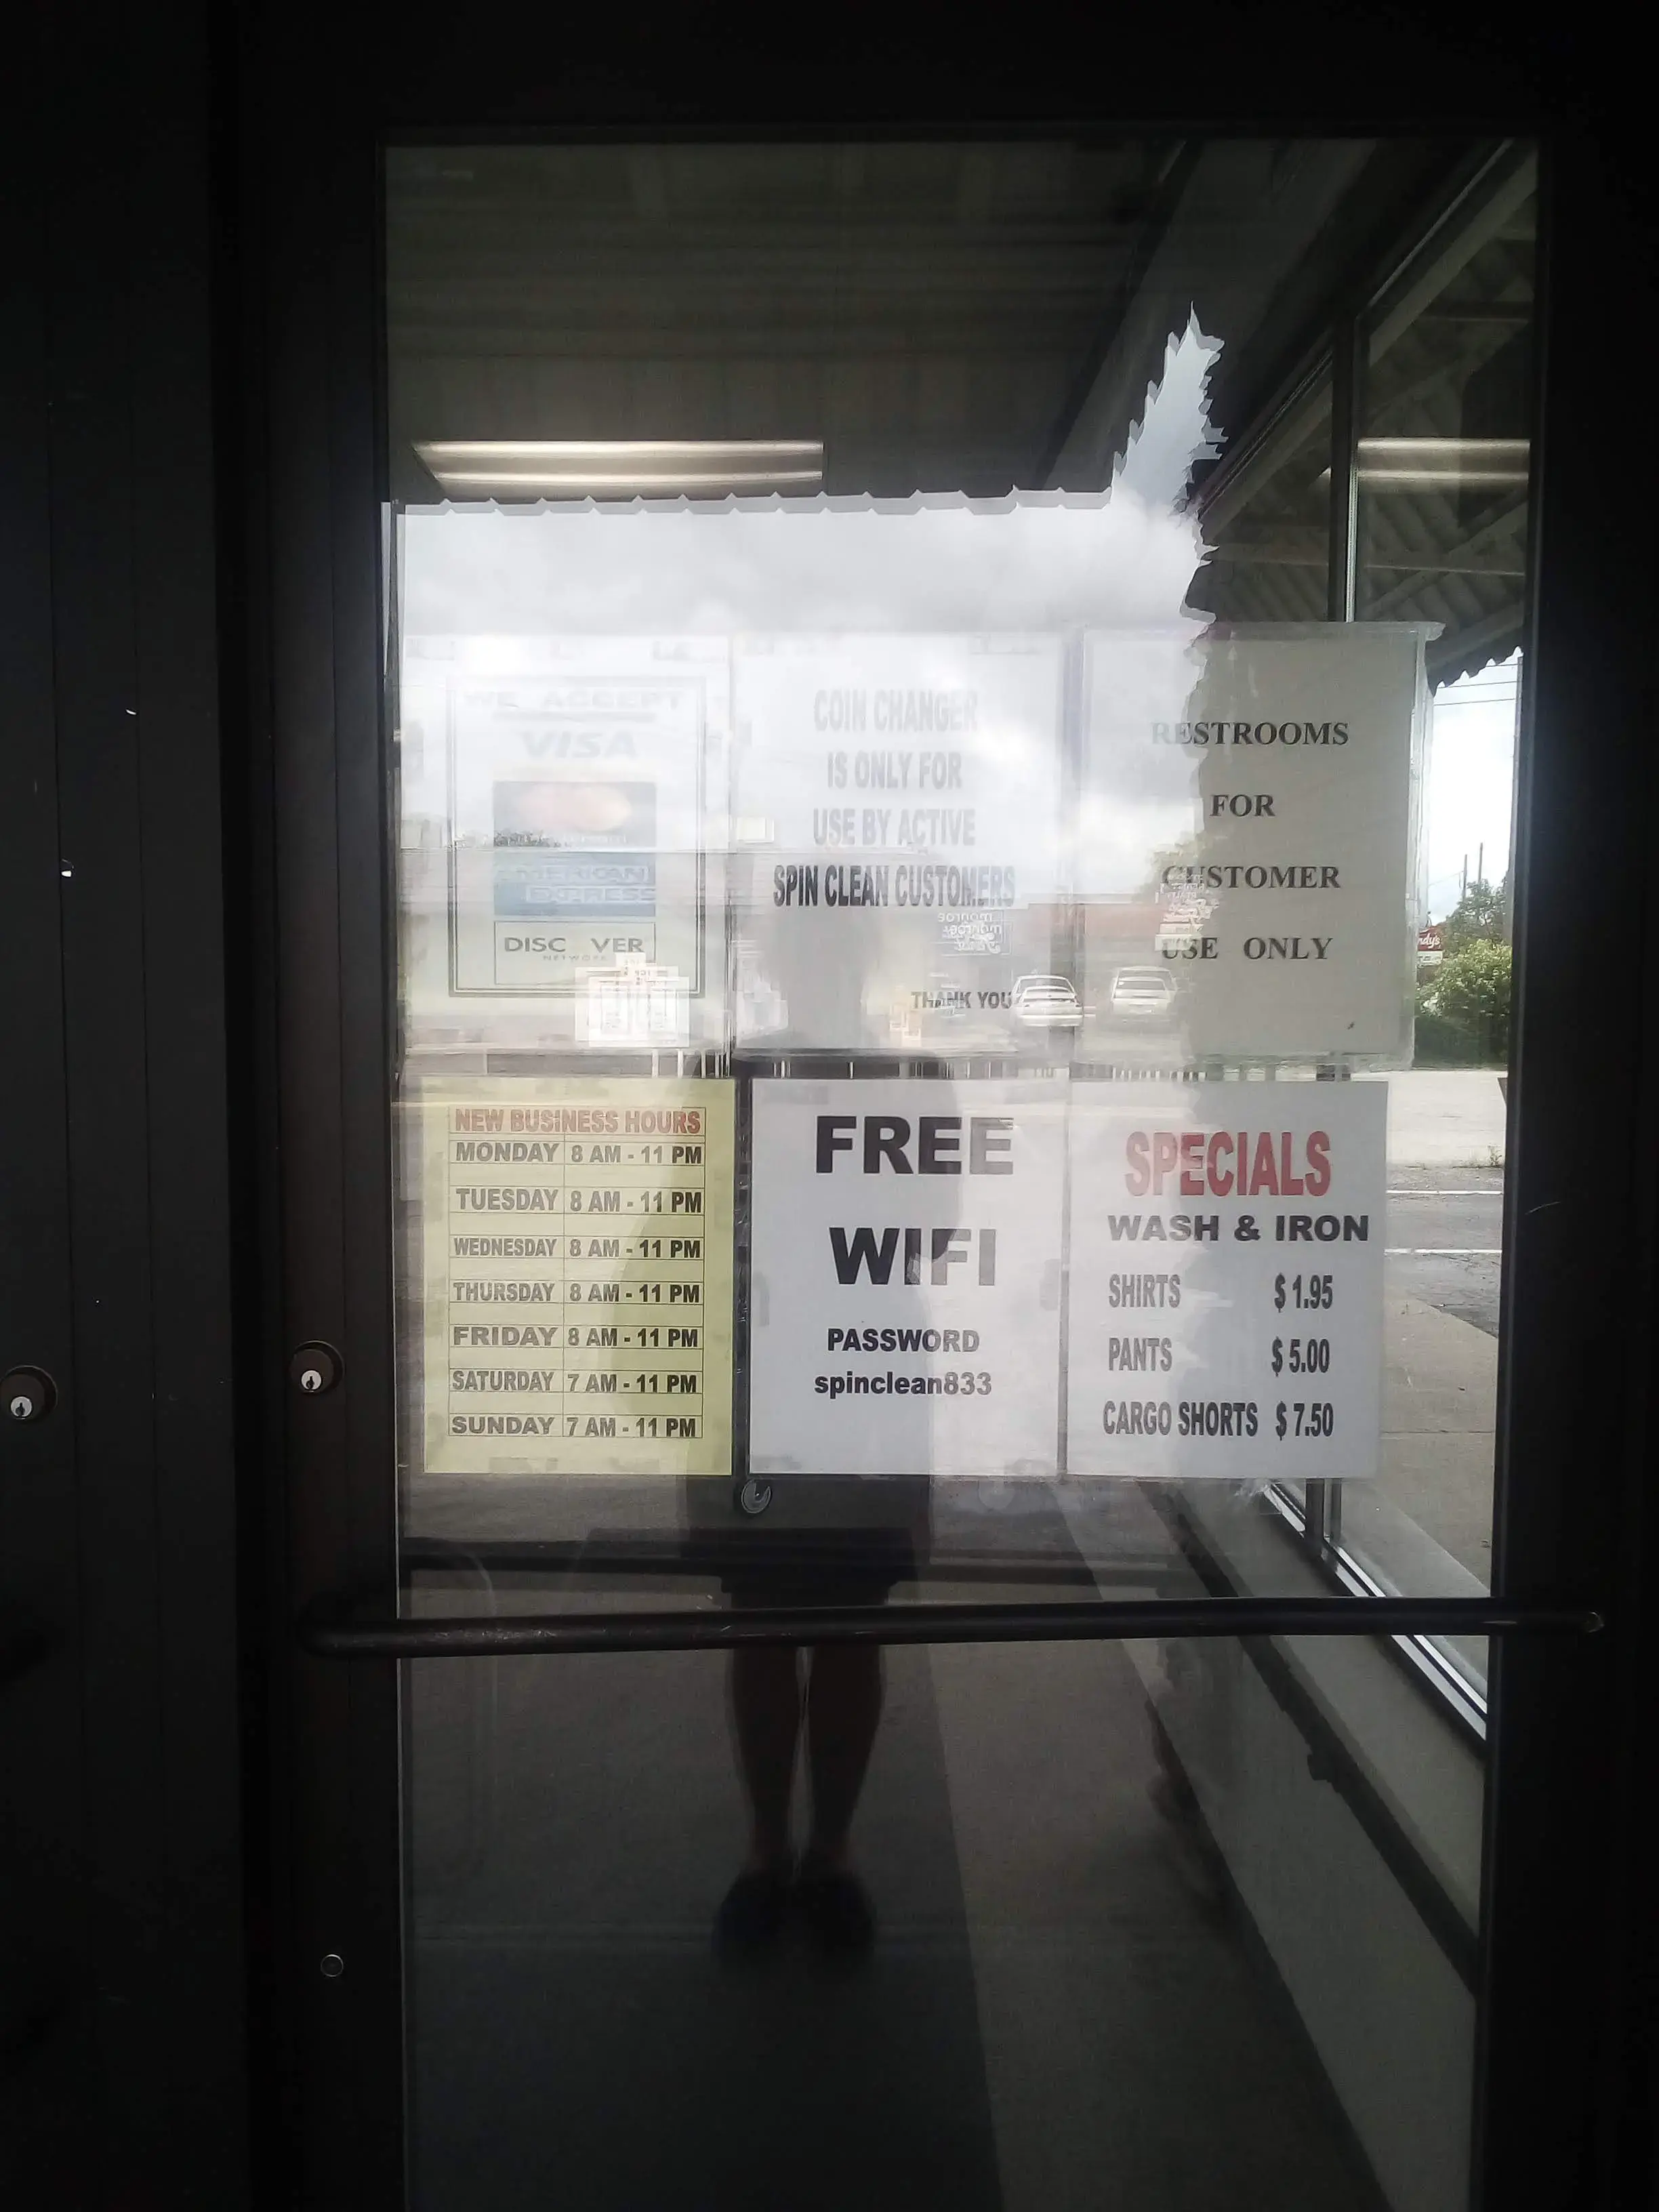 WE ACCEPT
VISA
AMERICAN
EXPRESS
DISC VER
NETWORK
COIN CHANGER
IS ONLY FOR
USE BY ACTIVE
SPIN CLEAN CUSTOMERS
THANK YOU
RESTROOMS
FOR
CUSTOMER
USE ONLY
NEW BUSINESS HOURS
MONDAY 8 AM - 11 PM
TUESDAY 8 AM - 11 PM
WEDNESDAY 8 AM - 11 PM
THURSDAY 8 AM - 11 PM
FRIDAY 8 AM - 11 PM
SATURDAY 7 AM - 11 PM
SUNDAY 7 AM - 11 PM
FREE
WIFI
PASSWORD
spinclean833
SPECIALS
WASH & IRON
SHIRTS $ 1.95
PANTS $ 5.00
CARGO SHORTS $ 7.50